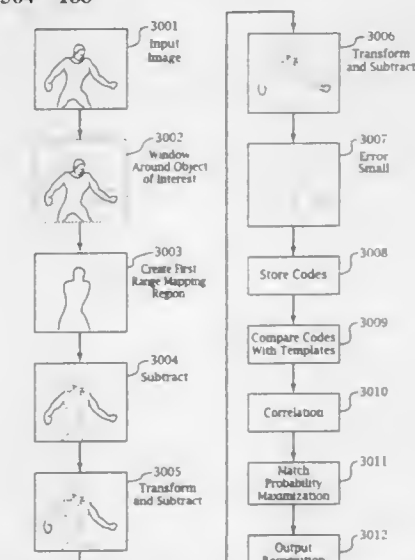 3001
Input
Image
3002
Window
Around Object
of Interest
3003
Create First
Range Mapping
Region
3004
Subtract
3005
Transform
and Subtract
3006
Transform
and Subtract
3007
Error
Small
3008
Store Codes
3009
Compare Codes
With Templates
3010
Correlation
3011
Match
Probability
Maximization
3012
Output